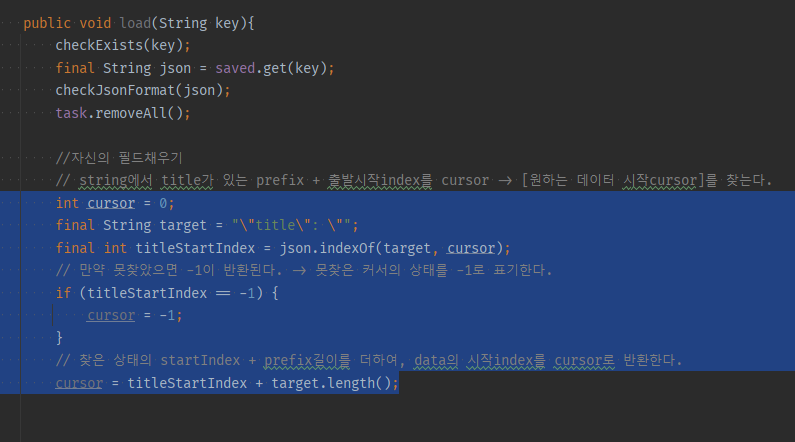 public void load(String key){
checkExists(key);
final String json = saved.get(key);
checkJsonFormat(json);
task.removeAll();
//자신의 필드채우기
// string에서 title가 있는 prefix + 출발시작index를 cursor → [원하는 데이터 시작cursor]를 찾는다.
int cursor = 0;
final String target = "\"title\": \"";
final int titleStartIndex = json.indexOf(target, cursor);
// 만약 못찾았으면 -1이 반환된다. → 못찾은 커서의 상태를 -1로 표기한다.
if (titleStartIndex == -1) {
cursor = -1;
}
// 찾은 상태의 startIndex + prefix길이를 더하여, data의 시작index를 cursor로 반환한다.
cursor = titleStartIndex + target.length();